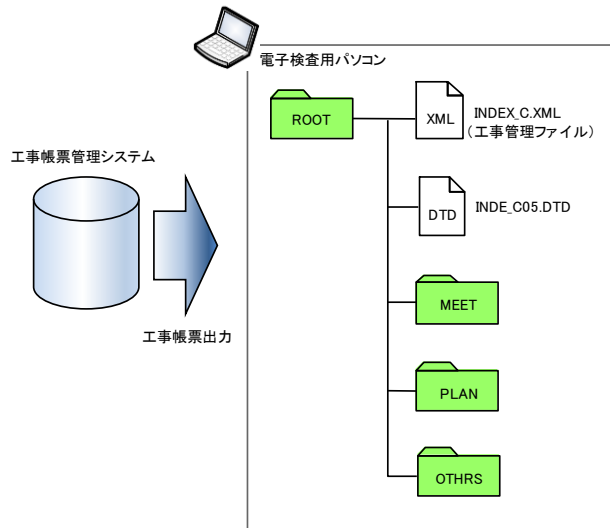 電子検査用パソコン
ROOT
XML
INDEX_C.XML
（工事管理ファイル）
工事帳票管理システム
DTD
INDE_C05.DTD
MEET
工事帳票出力
PLAN
OTHRS